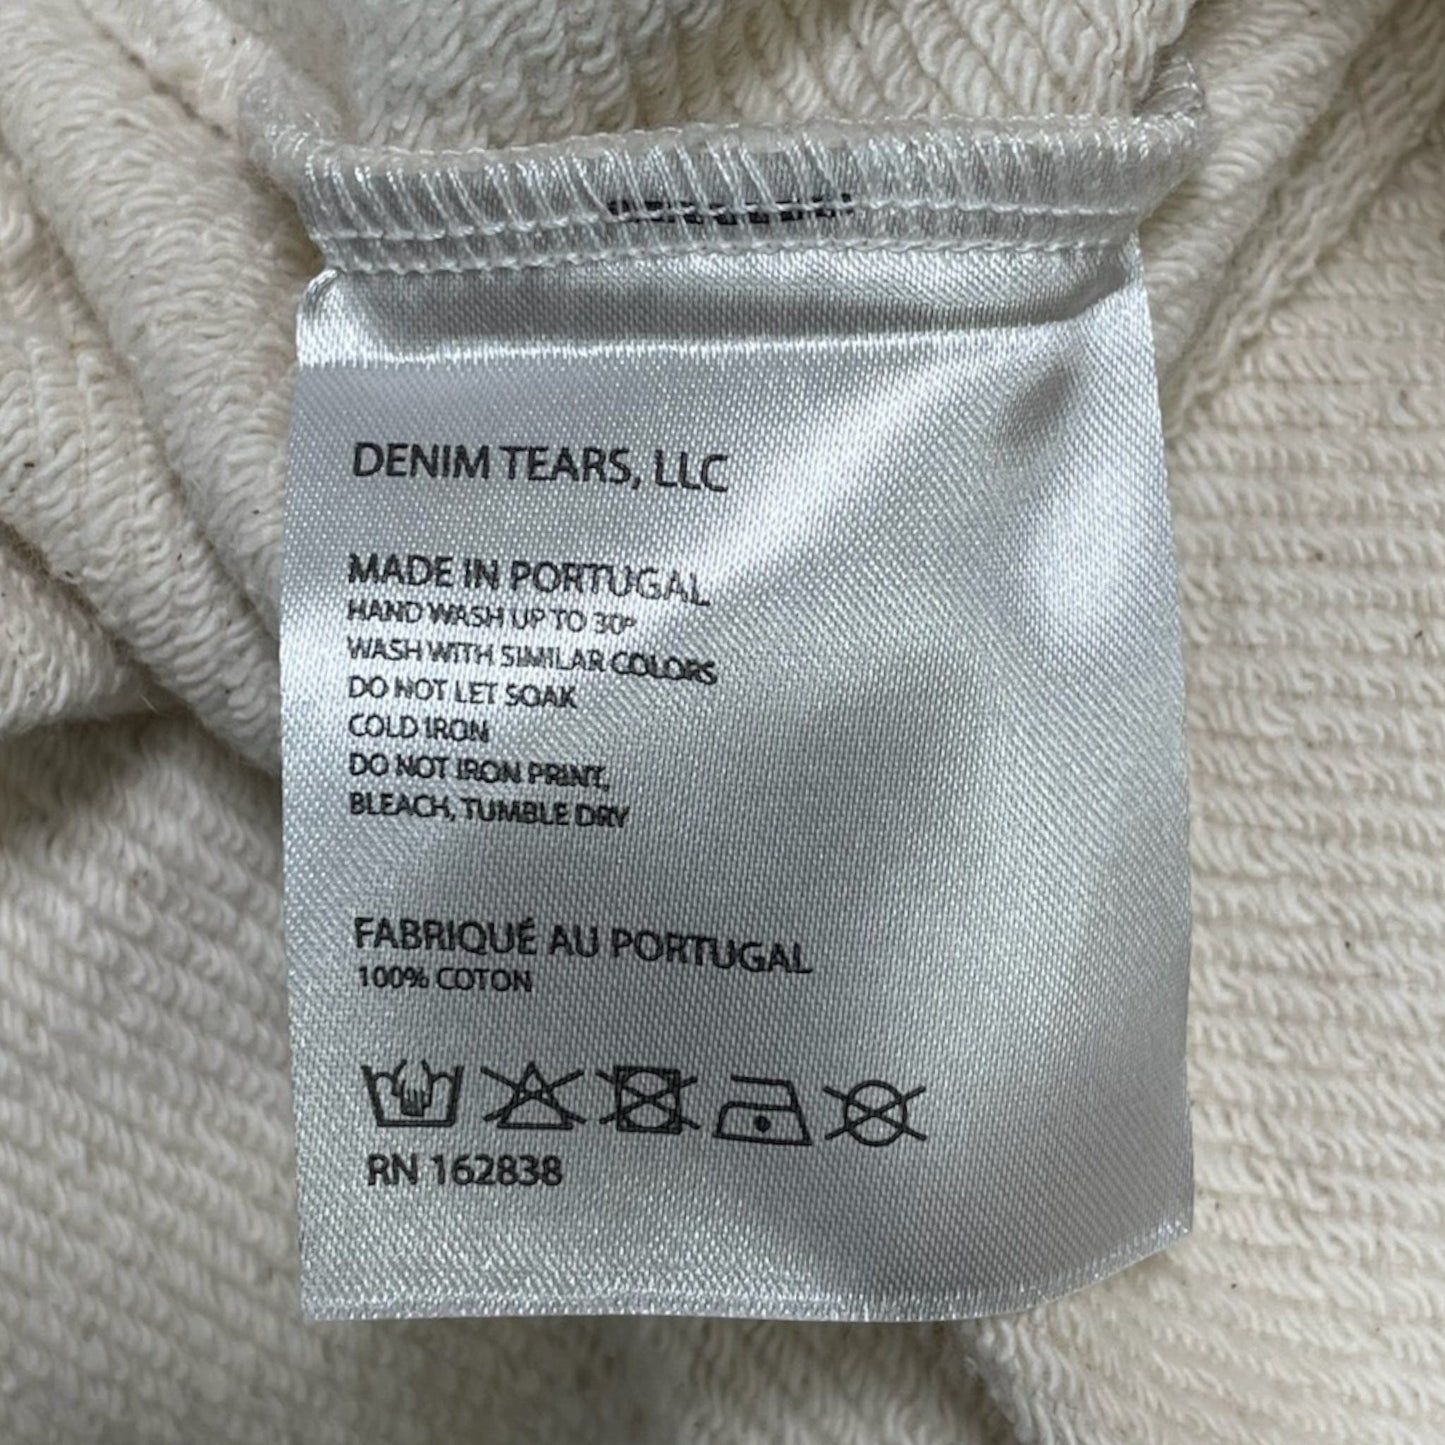 DENIM TEARS, LLC
MADE IN PORTUGAL
HAND WASH UP TO 30º
WASH WITH SIMILAR COLORS
DO NOT LET SOAK
COLD IRON
DO NOT IRON PRINT,
BLEACH, TUMBLE DRY
FABRIQUÉ AU PORTUGAL
100% COTON
RN 162838